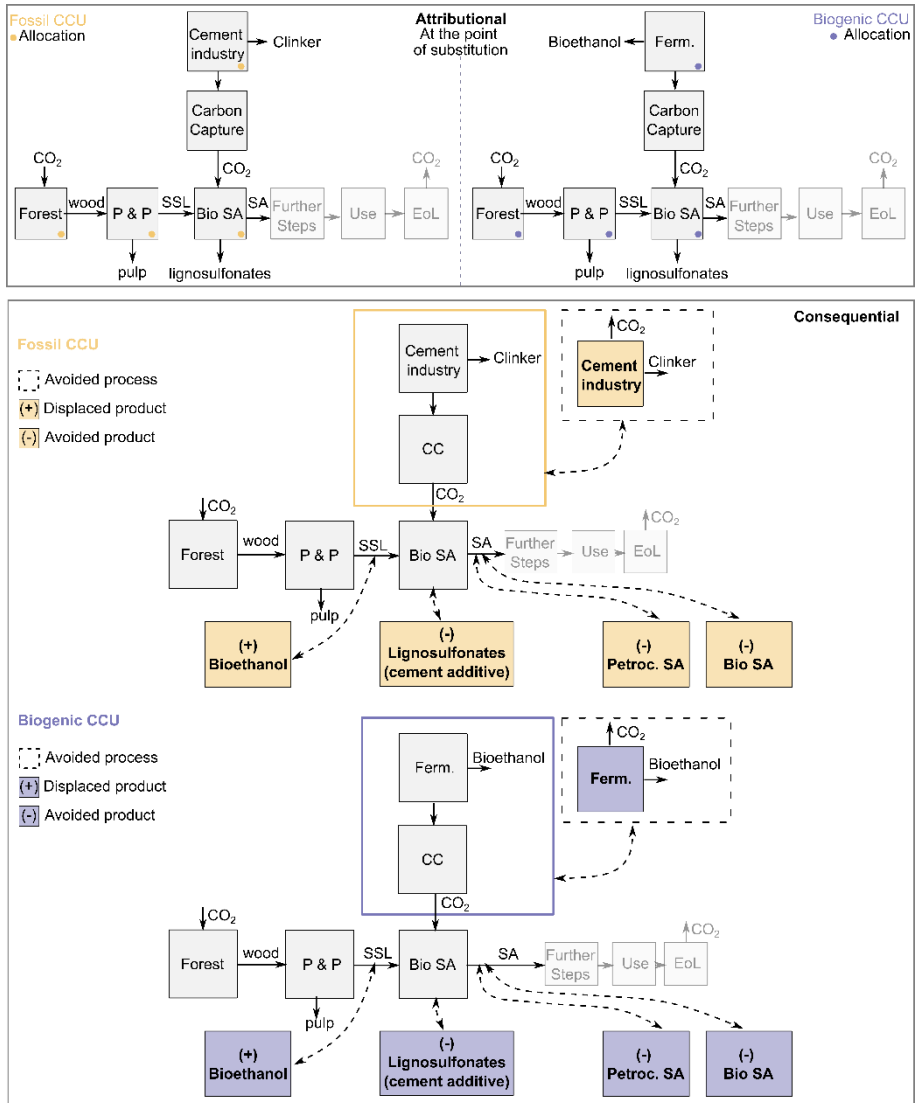 Fossil CCU
Allocation
Attributional
At the point
of substitution
Biogenic CCU
Allocation
Cement
industry
Clinker
Carbon
Capture
CO2
CO2
Forest
wood
P & P
SSL
Bio SA
SA
Further
Steps
Use
EoL
CO2
pulp
lignosulfonates
Bioethanol
Ferm.
Carbon
Capture
CO2
CO2
Forest
wood
P & P
SSL
Bio SA
SA
Further
Steps
Use
EoL
CO2
pulp
lignosulfonates
Consequential
Fossil CCU
Avoided process
(+) Displaced product
(-) Avoided product
Cement
industry
Clinker
CC
CO2
CO2
Cement
industry
Clinker
CO2
Forest
wood
P & P
SSL
Bio SA
SA
Further
Steps
Use
EoL
CO2
pulp
(+)
Bioethanol
(-)
Lignosulfonates
(cement additive)
(-)
Petroc. SA
(-)
Bio SA
Biogenic CCU
Avoided process
(+) Displaced product
(-) Avoided product
Ferm.
Bioethanol
CC
CO2
CO2
Ferm.
Bioethanol
CO2
Forest
wood
P & P
SSL
Bio SA
SA
Further
Steps
Use
EoL
CO2
pulp
(+)
Bioethanol
(-)
Lignosulfonates
(cement additive)
(-)
Petroc. SA
(-)
Bio SA